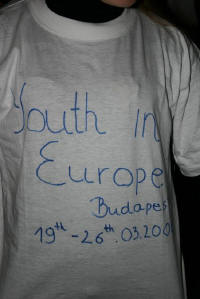 Youth in
Europe
Budapes
19th - 26th.03.200